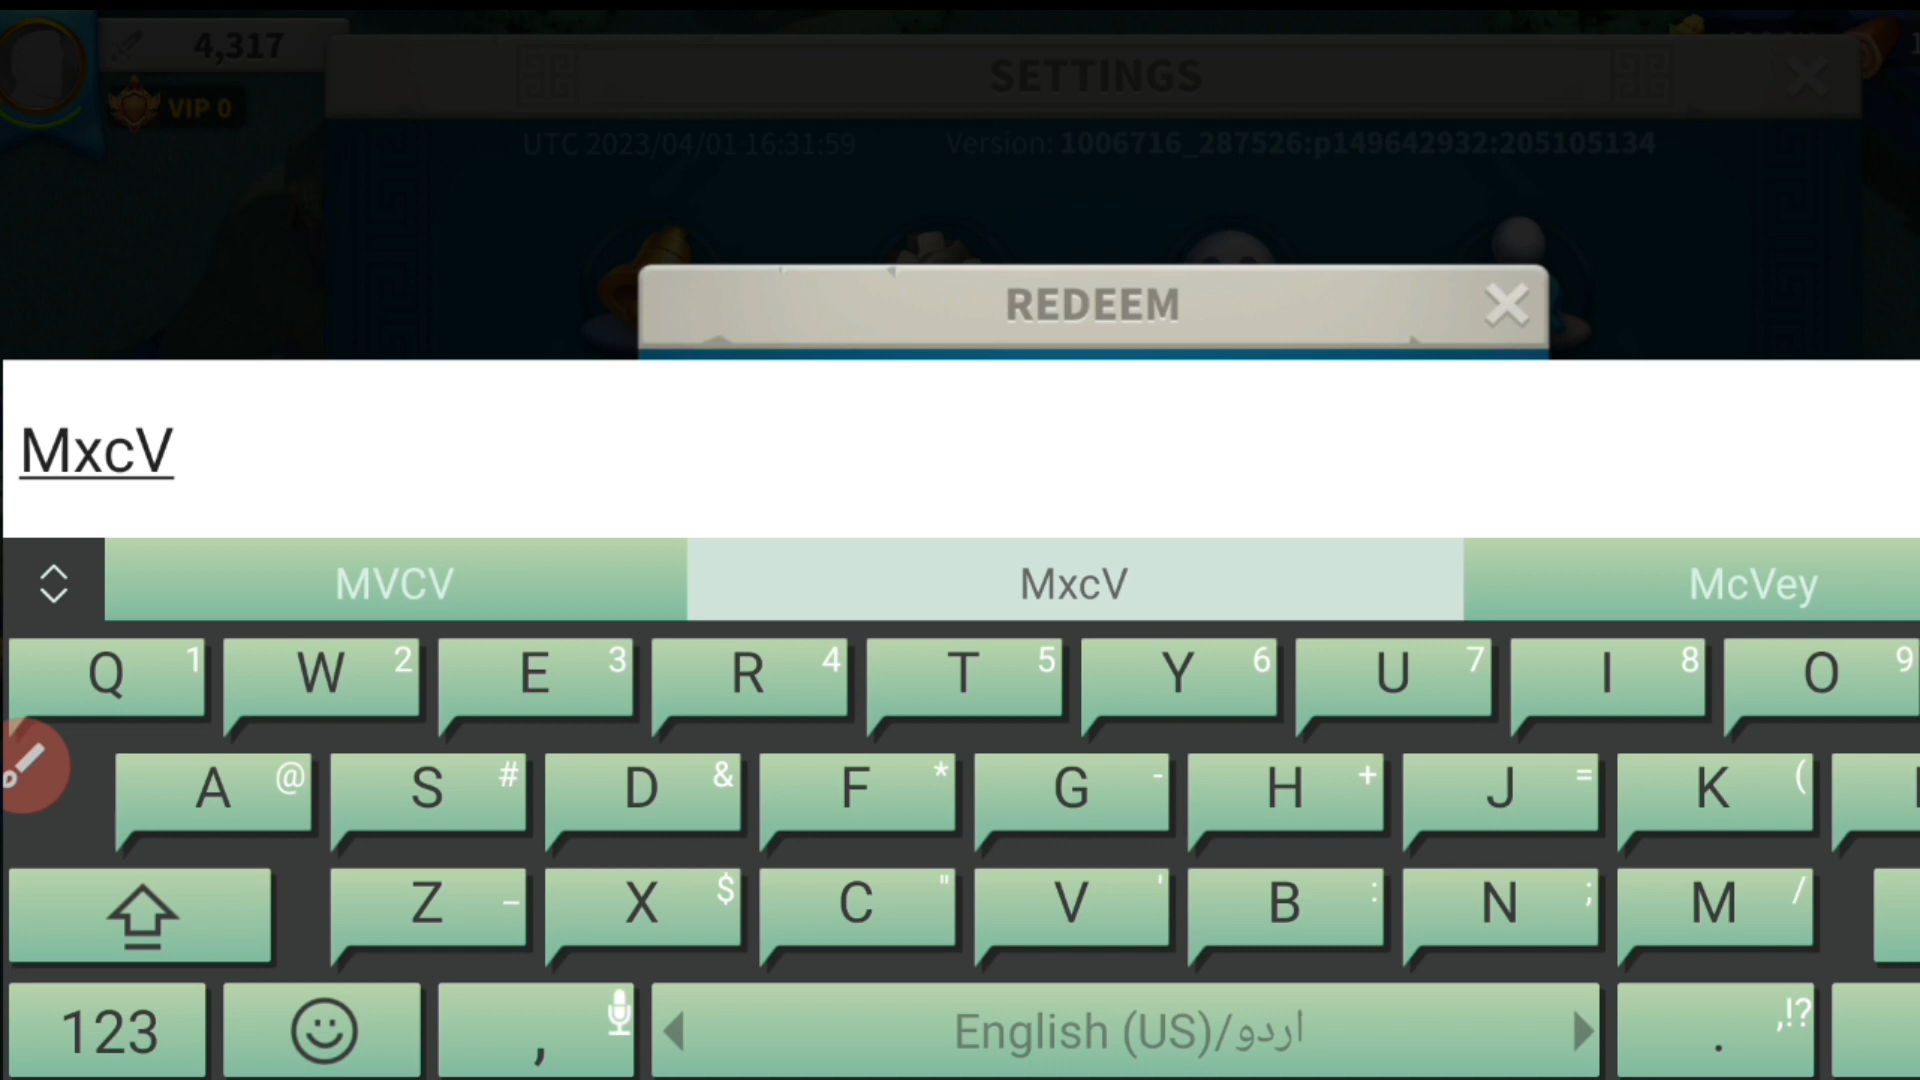 4,317
SETTINGS
VIP 0
UTC 2023/04/01 16:31:59 Version: 1006716_287526:p149642932:205105134
REDEEM
MxcV
MVCV MxcV McVey
Q 1 W 2 E 3 R 4 T 5 Y 6 U 7 I 8 O 9
A @ S # D & F * G - H + J = K (
Z _ X $ C " V ' B : N ; M /
123 , English (US)/اردو . ,!?